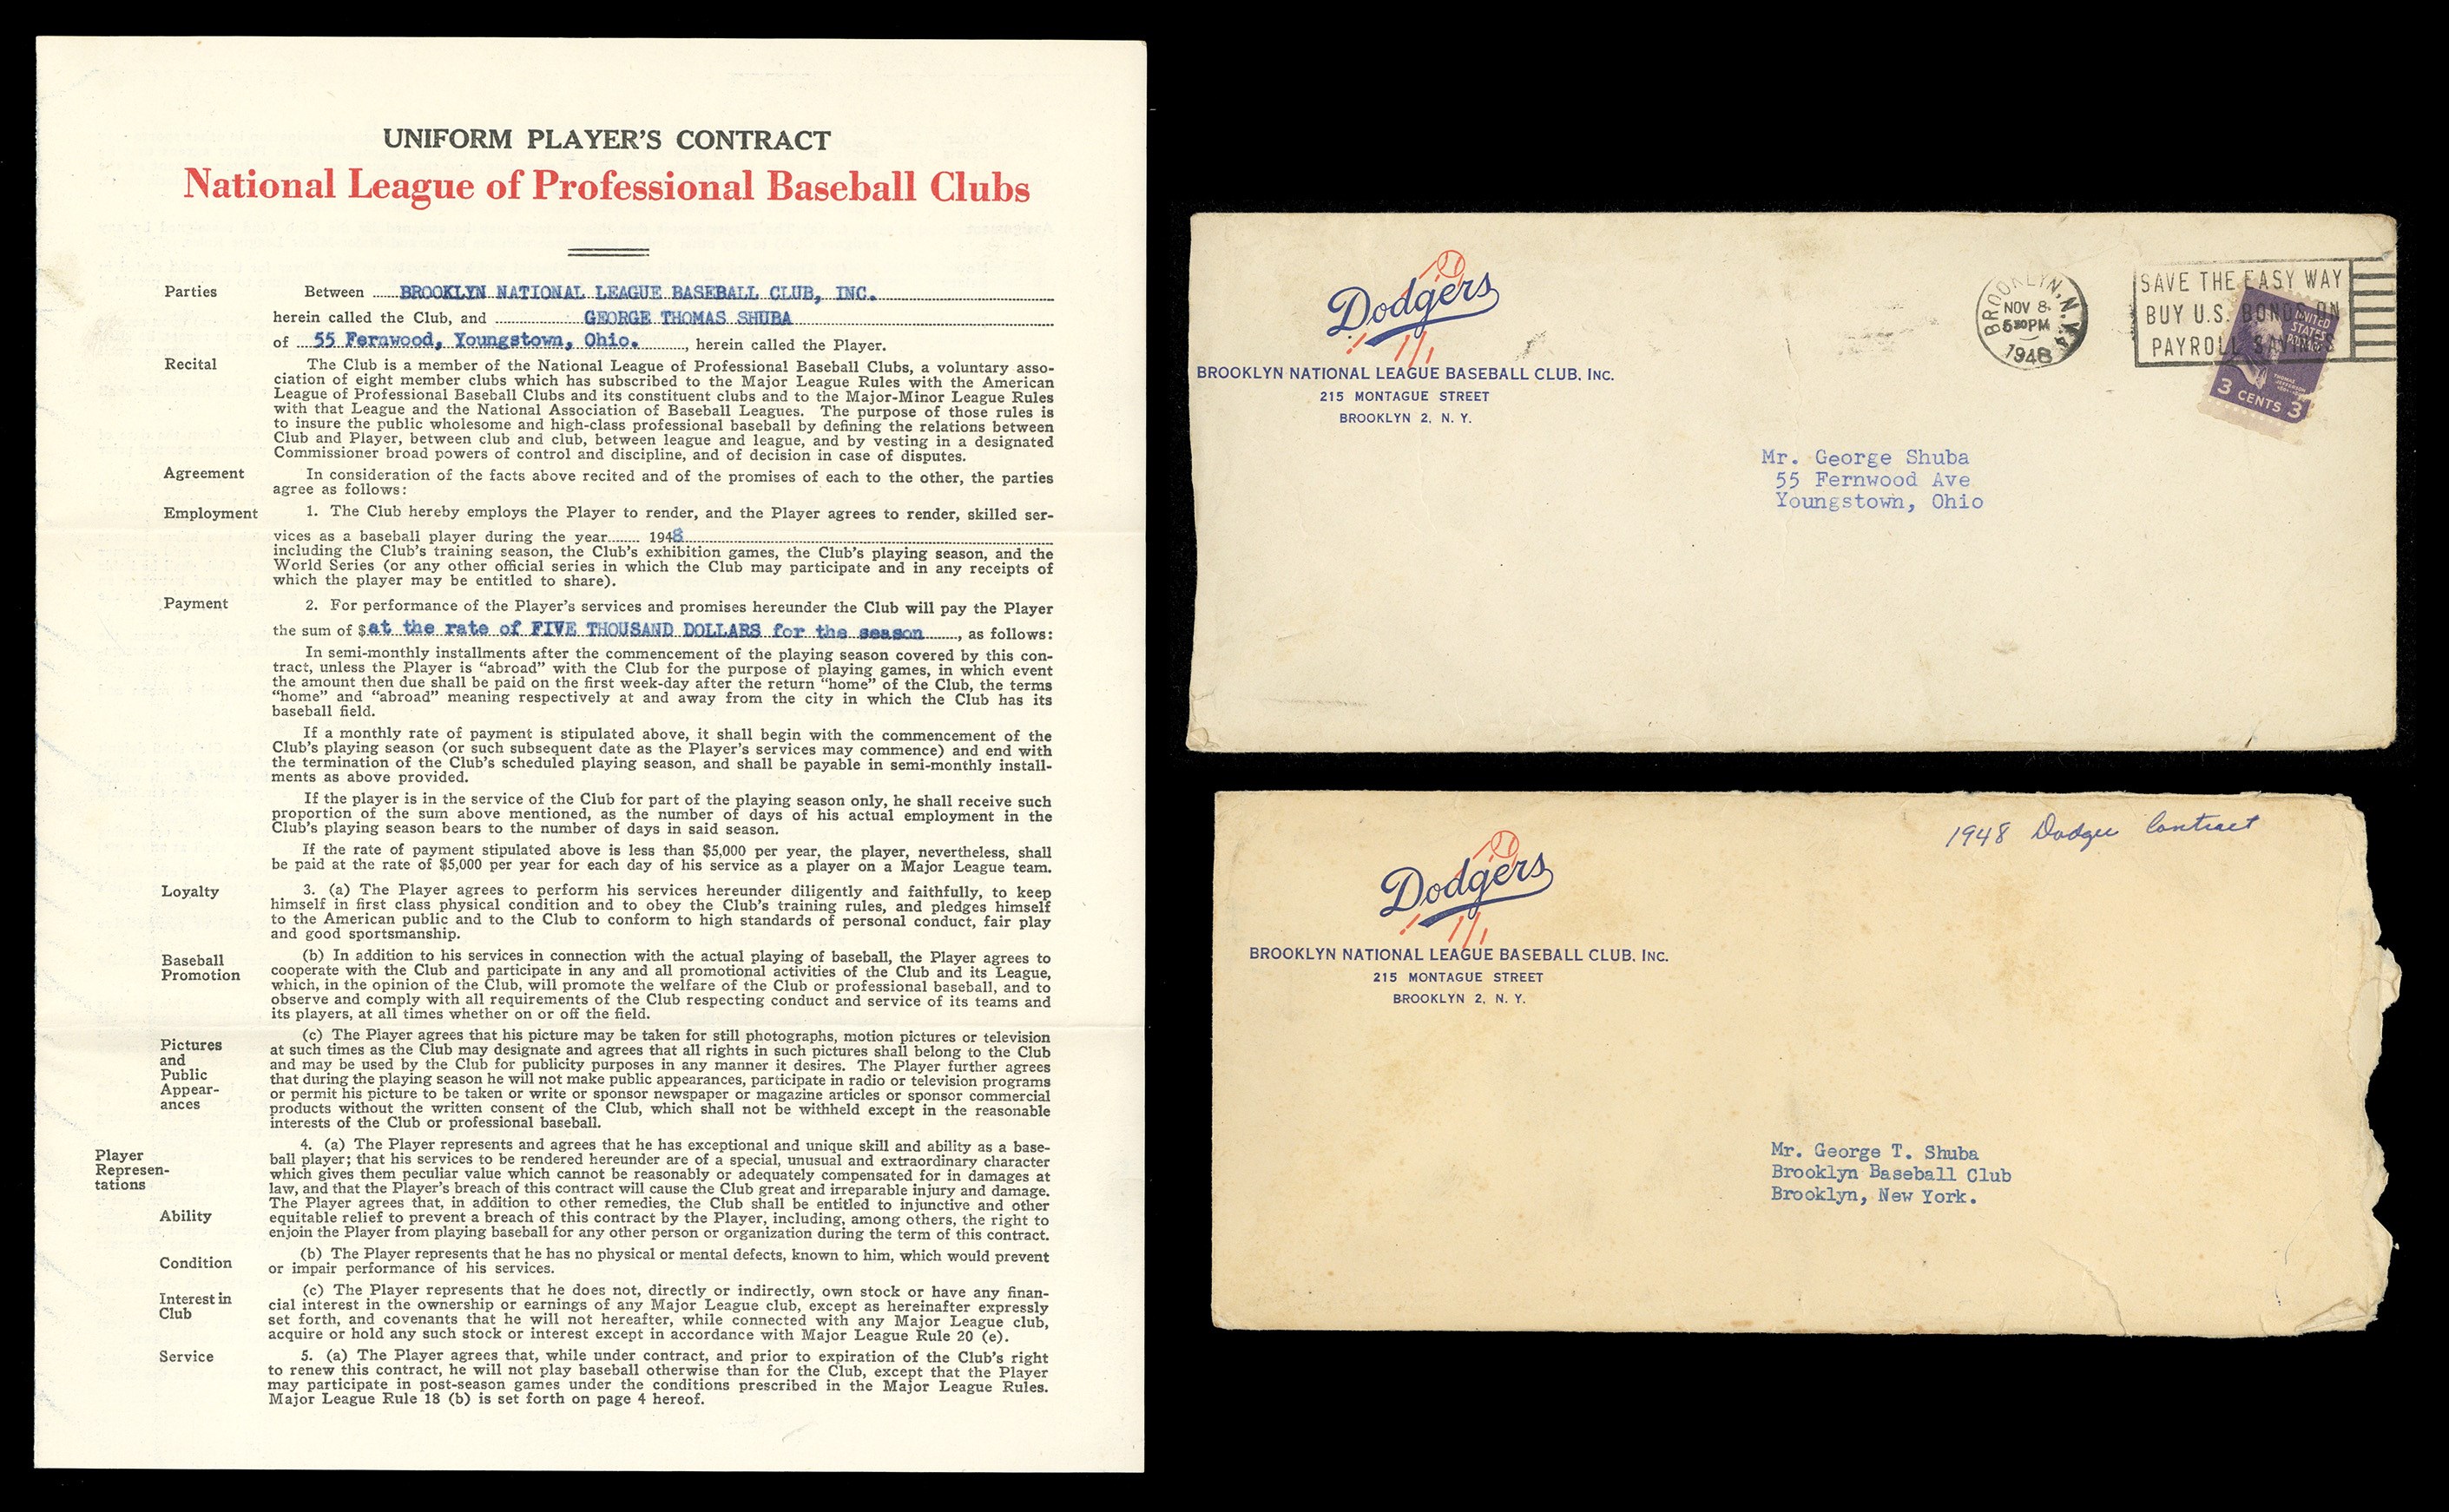 UNIFORM PLAYER'S CONTRACT
National League of Professional Baseball Clubs
Parties Between BROOKLYN NATIONAL LEAGUE BASEBALL CLUB, INC.
herein called the Club, and GEORGE THOMAS SHUBA
of 55 Fernwood, Youngstown, Ohio. , herein called the Player.
Recital The Club is a member of the National League of Professional Baseball Clubs, a voluntary asso-
ciation of eight member clubs which has subscribed to the Major League Rules with the American
League of Professional Baseball Clubs and its constituent clubs and to the Major-Minor League Rules
with that League and the National Association of Baseball Leagues. The purpose of those rules is
to insure the public wholesome and high-class professional baseball by defining the relations between
Club and Player, between club and club, between league and league, and by vesting in a designated
Commissioner broad powers of control and discipline, and of decision in case of disputes.
Agreement In consideration of the facts above recited and of the promises of each to the other, the parties
agree as follows:
Employment 1. The Club hereby employs the Player to render, and the Player agrees to render, skilled ser-
vices as a baseball player during the year 1948
including the Club's training season, the Club's exhibition games, the Club's playing season, and the
World Series (or any other official series in which the Club may participate and in any receipts of
which the player may be entitled to share).
Payment 2. For performance of the Player's services and promises hereunder the Club will pay the Player
the sum of $at the rate of FIVE THOUSAND DOLLARS for the season , as follows:
In semi-monthly installments after the commencement of the playing season covered by this con-
tract, unless the Player is "abroad" with the Club for the purpose of playing games, in which event
the amount then due shall be paid on the first week-day after the return "home" of the Club, the terms
"home" and "abroad" meaning respectively at and away from the city in which the Club has its
baseball field.
If a monthly rate of payment is stipulated above, it shall begin with the commencement of the
Club's playing season (or such subsequent date as the Player's services may commence) and end with
the termination of the Club's scheduled playing season, and shall be payable in semi-monthly install-
ments as above provided.
If the player is in the service of the Club for part of the playing season only, he shall receive such
proportion of the sum above mentioned, as the number of days of his actual employment in the
Club's playing season bears to the number of days in said season.
If the rate of payment stipulated above is less than $5,000 per year, the player, nevertheless, shall
be paid at the rate of $5,000 per year for each day of his service as a player on a Major League team.
Loyalty 3. (a) The Player agrees to perform his services hereunder diligently and faithfully, to keep
himself in first class physical condition and to obey the Club's training rules, and pledges himself
to the American public and to the Club to conform to high standards of personal conduct, fair play
and good sportsmanship.
Baseball Promotion (b) In addition to his services in connection with the actual playing of baseball, the Player agrees to
cooperate with the Club and participate in any and all promotional activities of the Club and its League,
which, in the opinion of the Club, will promote the welfare of the Club or professional baseball, and to
observe and comply with all requirements of the Club respecting conduct and service of its teams and
its players, at all times whether on or off the field.
Pictures and Public Appear-ances (c) The Player agrees that his picture may be taken for still photographs, motion pictures or television
at such times as the Club may designate and agrees that all rights in such pictures shall belong to the Club
and may be used by the Club for publicity purposes in any manner it desires. The Player further agrees
that during the playing season he will not make public appearances, participate in radio or television programs
or permit his picture to be taken or write or sponsor newspaper or magazine articles or sponsor commercial
products without the written consent of the Club, which shall not be withheld except in the reasonable
interests of the Club or professional baseball.
Player Represen-tations 4. (a) The Player represents and agrees that he has exceptional and unique skill and ability as a base-
ball player; that his services to be rendered hereunder are of a special, unusual and extraordinary character
which gives them peculiar value which cannot be reasonably or adequately compensated for in damages at
law, and that the Player's breach of this contract will cause the Club great and irreparable injury and damage.
The Player agrees that, in addition to other remedies, the Club shall be entitled to injunctive and other
Ability equitable relief to prevent a breach of this contract by the Player, including, among others, the right to
enjoin the Player from playing baseball for any other person or organization during the term of this contract.
Condition (b) The Player represents that he has no physical or mental defects, known to him, which would prevent
or impair performance of his services.
Interest in Club (c) The Player represents that he does not, directly or indirectly, own stock or have any finan-
cial interest in the ownership or earnings of any Major League club, except as hereinafter expressly
set forth, and covenants that he will not hereafter, while connected with any Major League club,
acquire or hold any such stock or interest except in accordance with Major League Rule 20 (e).
Service 5. (a) The Player agrees that, while under contract, and prior to expiration of the Club's right
to renew this contract, he will not play baseball otherwise than for the Club, except that the Player
may participate in post-season games under the conditions prescribed in the Major League Rules.
Major League Rule 18 (b) is set forth on page 4 hereof.
Dodgers
BROOKLYN NATIONAL LEAGUE BASEBALL CLUB, INC.
215 MONTAGUE STREET
BROOKLYN 2, N. Y.
BROOKLYN, N.Y.
NOV 8
5 30 PM
1948
SAVE THE EASY WAY
BUY U.S. BONDS ON
PAYROLL SAVINGS
UNITED
STATES
POSTAGE
THOMAS
JEFFERSON
3 CENTS 3
Mr. George Shuba
55 Fernwood Ave
Youngstown, Ohio
1948 Dodger Contract
Dodgers
BROOKLYN NATIONAL LEAGUE BASEBALL CLUB, INC.
215 MONTAGUE STREET
BROOKLYN 2, N. Y.
Mr. George T. Shuba
Brooklyn Baseball Club
Brooklyn, New York.